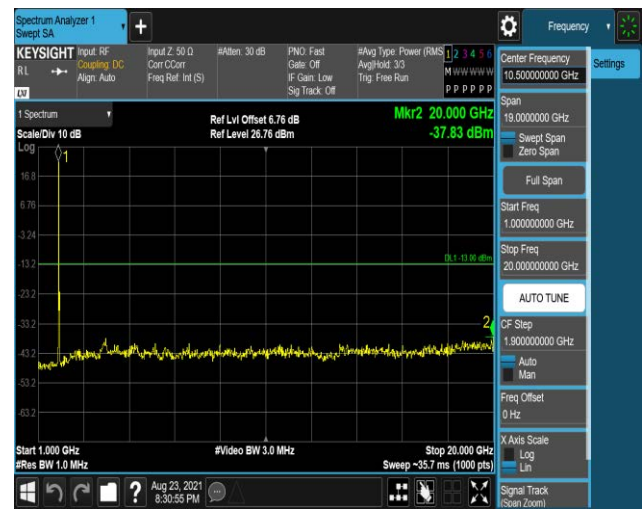 Spectrum Analyzer 1
Swept SA
Frequency
KEYSIGHT
RL
LXI
Input: RF
Coupling: DC
Align: Auto
Input Z: 50 Ω
Corr CCorr
Freq Ref: Int (S)
#Atten: 30 dB
PNO: Fast
Gate: Off
IF Gain: Low
Sig Track: Off
#Avg Type: Power (RMS
Avg|Hold: 3/3
Trig: Free Run
1 2 3 4 5 6
M W W W W W
P P P P P P
1 Spectrum
Scale/Div 10 dB
Log
Ref Lvl Offset 6.76 dB
Ref Level 26.76 dBm
Mkr2 20.000 GHz
-37.83 dBm
1
16.8
6.76
-3.24
-13.2
-23.2
-33.2
-43.2
-53.2
-63.2
DL1 -13.00 dBm
2
Start 1.000 GHz
#Res BW 1.0 MHz
#Video BW 3.0 MHz
Stop 20.000 GHz
Sweep ~35.7 ms (1000 pts)
Aug 23, 2021
8:30:55 PM
Center Frequency
10.500000000 GHz
Settings
Span
19.0000000 GHz
Swept Span
Zero Span
Full Span
Start Freq
1.000000000 GHz
Stop Freq
20.000000000 GHz
AUTO TUNE
CF Step
1.900000000 GHz
Auto
Man
Freq Offset
0 Hz
X Axis Scale
Log
Lin
Signal Track
(Span Zoom)